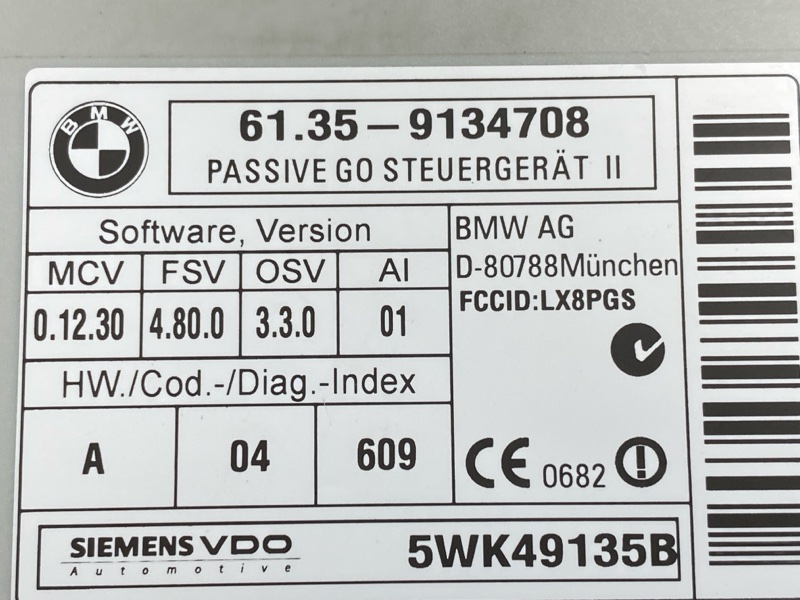 BMW
61.35-9134708
PASSIVE GO STEUERGERÄT II
Software, Version
MCV FSV OSV AI
0.12.30 4.80.0 3.3.0 01
HW./Cod.-/Diag.-Index
A 04 609
BMW AG
D-80788München
FCCID:LX8PGS
CE 0682
SIEMENS VDO
Automotive
5WK49135B